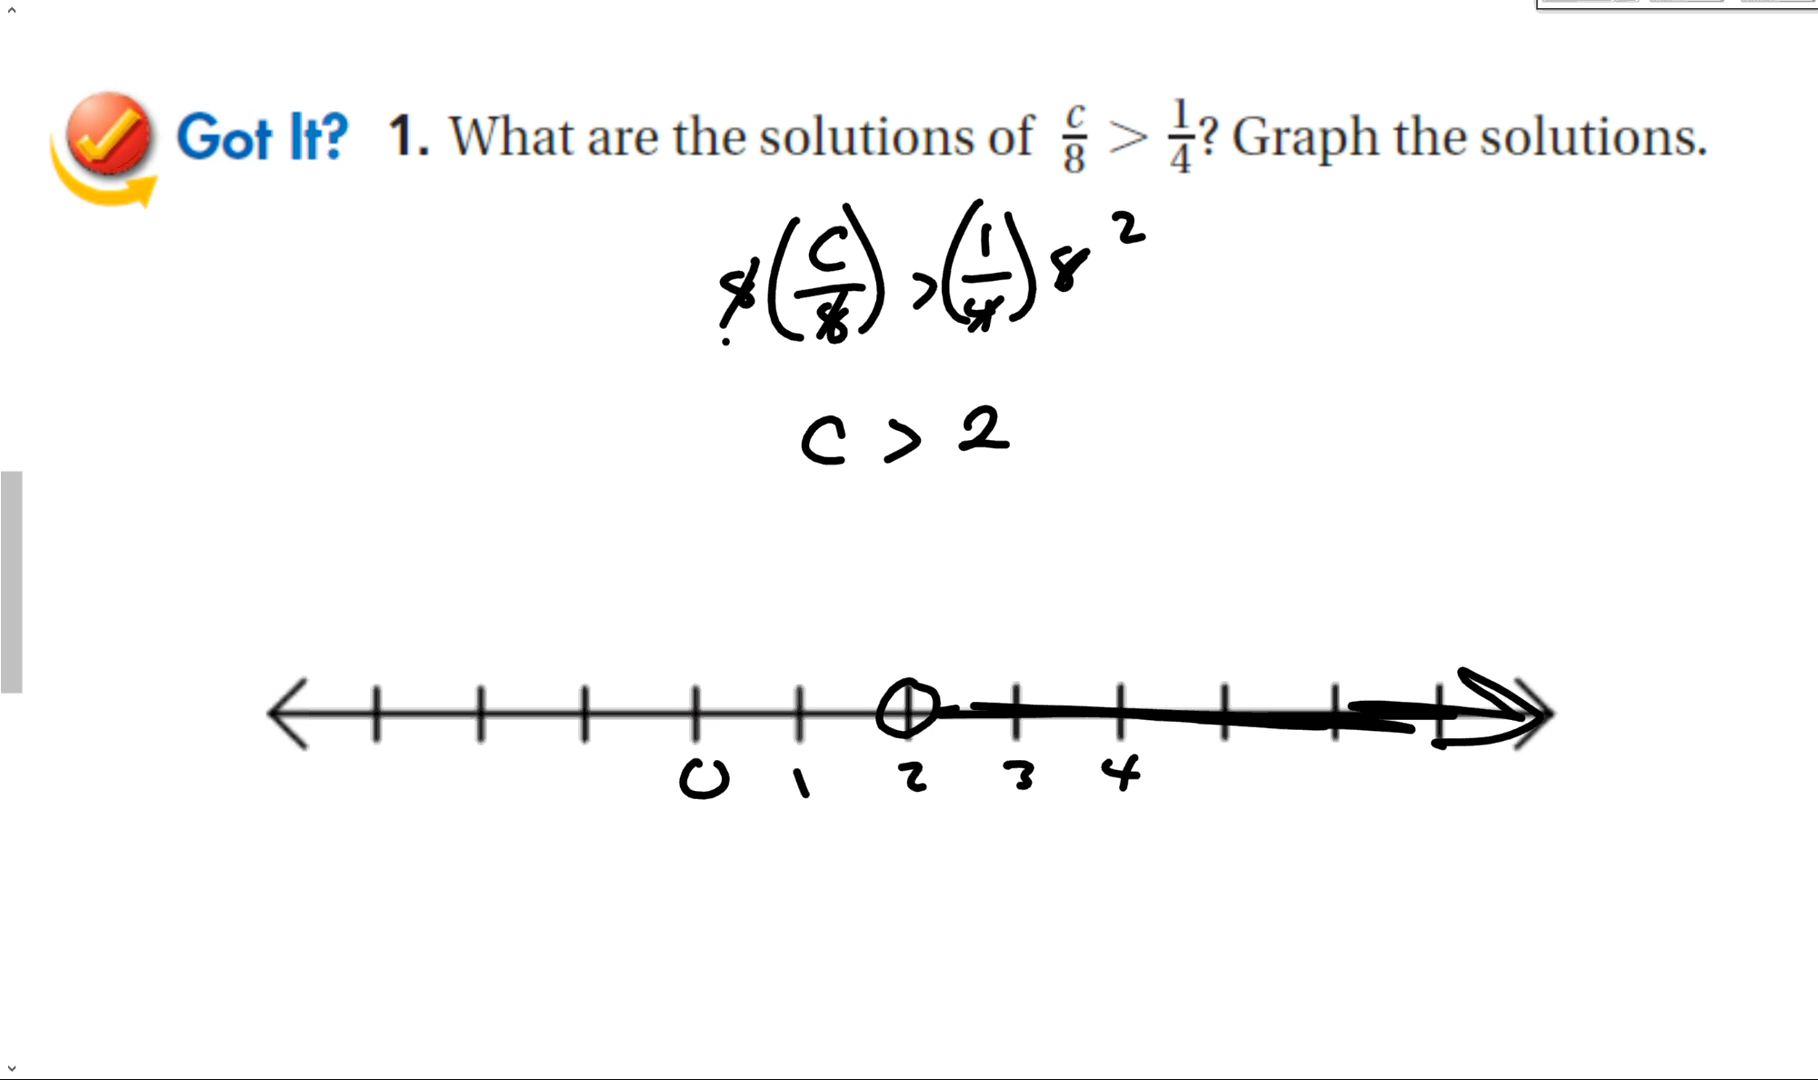 Got It? 1. What are the solutions of c/8 > 1/4? Graph the solutions.
8(c/8) > (1/4)8 2
c > 2
0 1 2 3 4